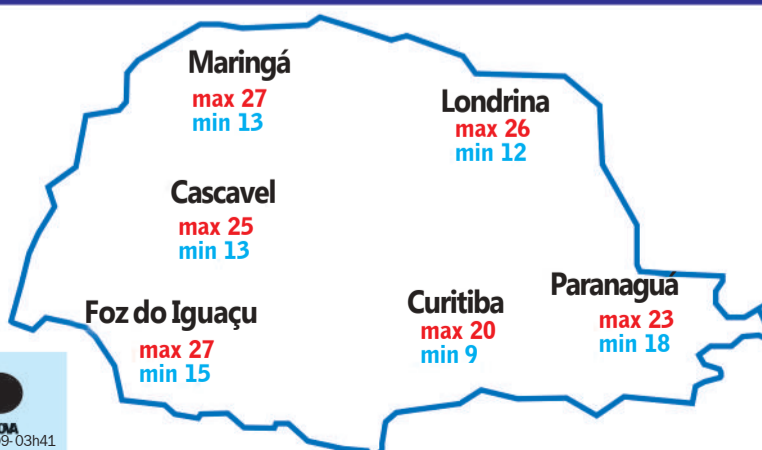 Maringá
max 27
min 13
Londrina
max 26
min 12
Cascavel
max 25
min 13
Foz do Iguaçu
max 27
min 15
Curitiba
max 20
min 9
Paranaguá
max 23
min 18
03h41